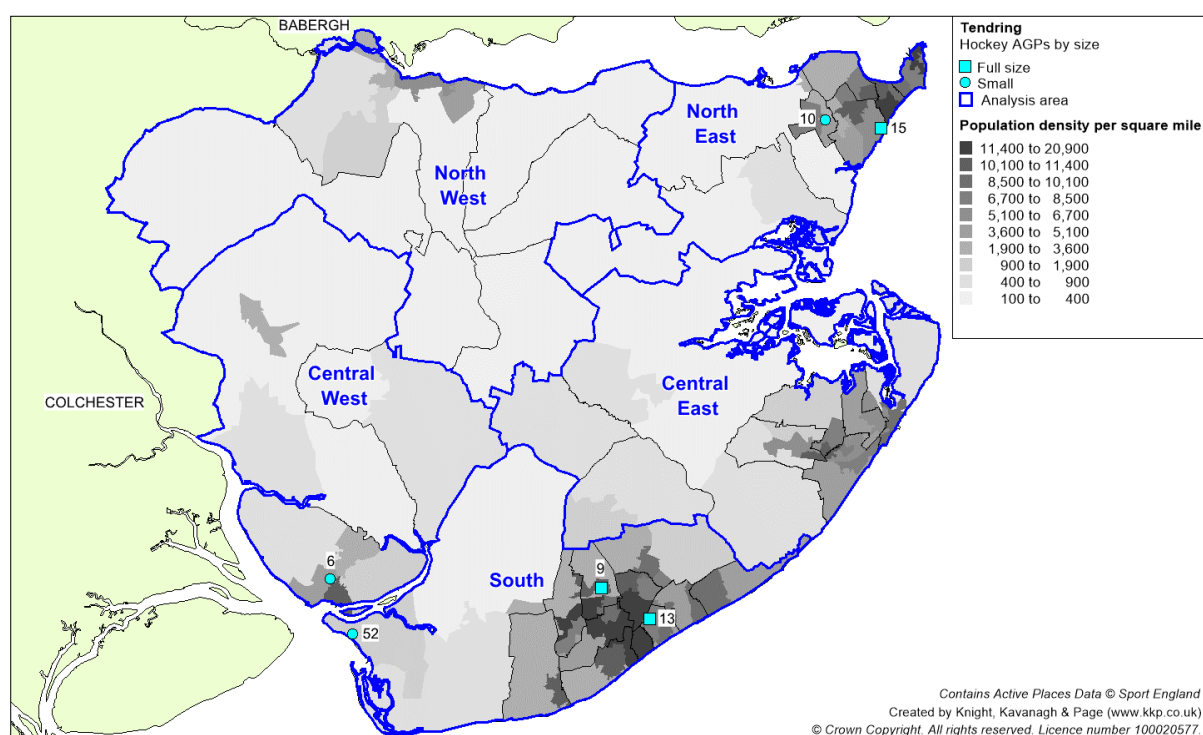 BABERGH
Tendring
Hockey AGPs by size
Full size
Small
Analysis area
Population density per square mile
11,400 to 20,900
10,100 to 11,400
8,500 to 10,100
6,700 to 8,500
5,100 to 6,700
3,600 to 5,100
1,900 to 3,600
900 to 1,900
400 to 900
100 to 400
North
East
10
15
North
West
Central
West
Central
East
COLCHESTER
6
South
9
13
52
Contains Active Places Data © Sport England
Created by Knight, Kavanagh & Page (www.kkp.co.uk)
© Crown Copyright. All rights reserved. Licence number 100020577.